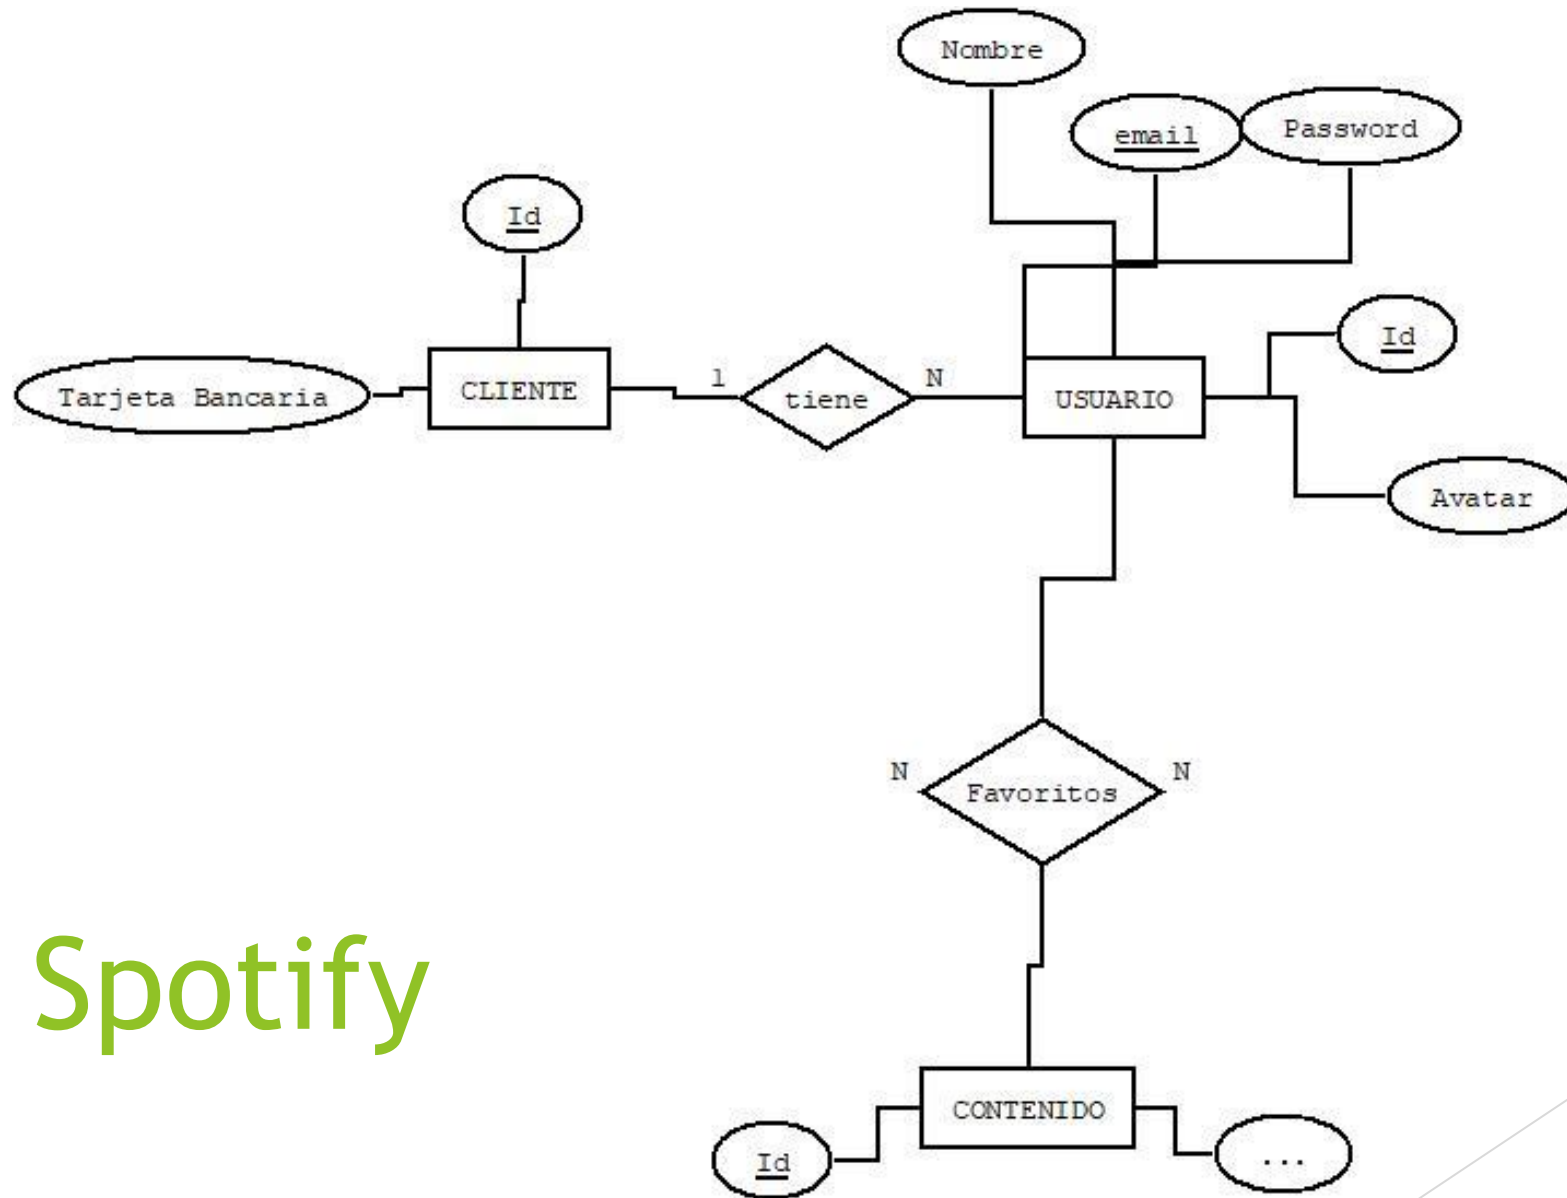 Nombre
email
Password
Id
Id
Tarjeta Bancaria
CLIENTE
1
tiene
N
USUARIO
Avatar
N
Favoritos
N
Spotify
CONTENIDO
Id
...